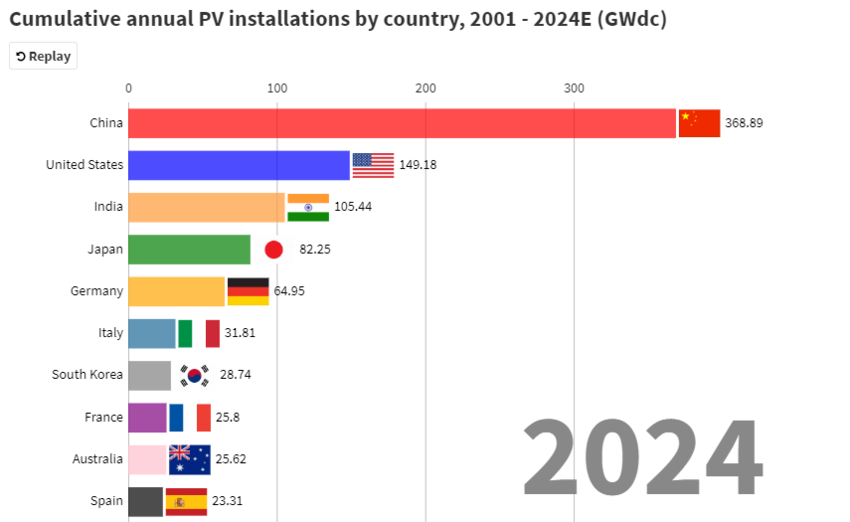 Cumulative annual PV installations by country, 2001 - 2024E (GWdc)
Replay
0 100 200 300
China 368.89
United States 149.18
India 105.44
Japan 82.25
Germany 64.95
Italy 31.81
South Korea 28.74
France 25.8
Australia 25.62
Spain 23.31
2024